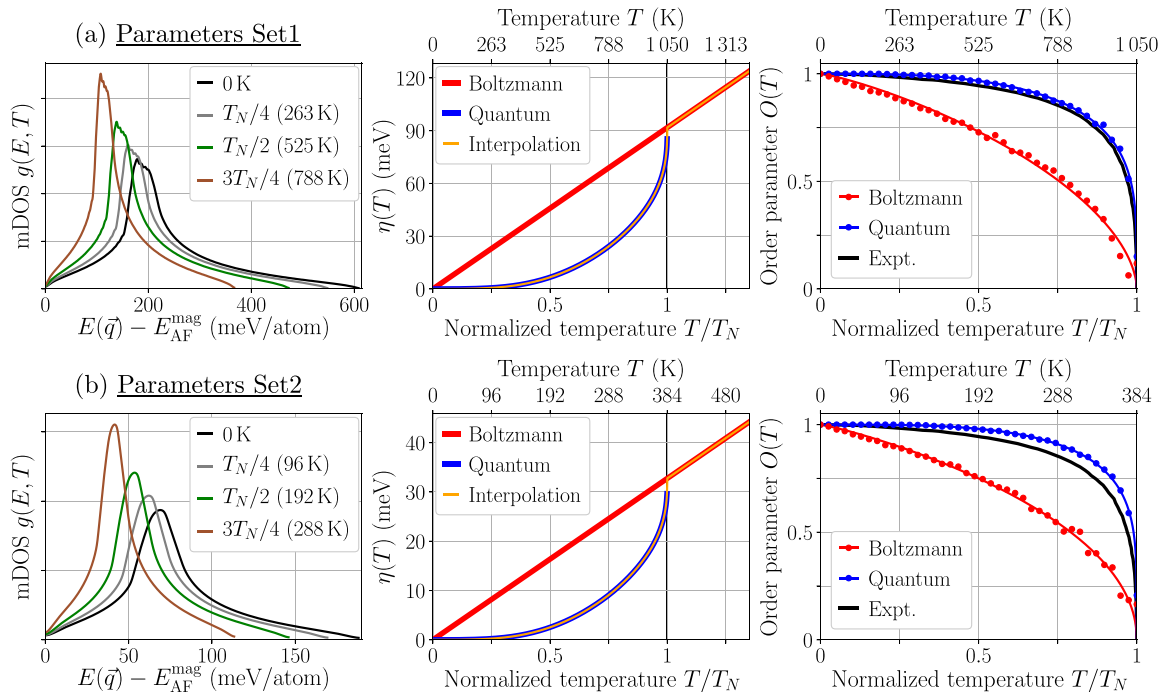 (a) Parameters Set1
mDOS g(E, T)
0 K
T_N/4 (263 K)
T_N/2 (525 K)
3T_N/4 (788 K)
0 200 400 600
E(q⃗) − E_AF^mag (meV/atom)
Temperature T (K)
0 263 525 788 1 050 1 313
η(T) (meV)
120
90
60
30
0
Boltzmann
Quantum
Interpolation
0 0.5 1
Normalized temperature T/T_N
Temperature T (K)
0 263 525 788 1 050
Order parameter O(T)
1
0.5
0
Boltzmann
Quantum
Expt.
0 0.5 1
Normalized temperature T/T_N
(b) Parameters Set2
mDOS g(E, T)
0 K
T_N/4 (96 K)
T_N/2 (192 K)
3T_N/4 (288 K)
0 50 100 150
E(q⃗) − E_AF^mag (meV/atom)
Temperature T (K)
0 96 192 288 384 480
η(T) (meV)
40
30
20
10
0
Boltzmann
Quantum
Interpolation
0 0.5 1
Normalized temperature T/T_N
Temperature T (K)
0 96 192 288 384
Order parameter O(T)
1
0.5
0
Boltzmann
Quantum
Expt.
0 0.5 1
Normalized temperature T/T_N